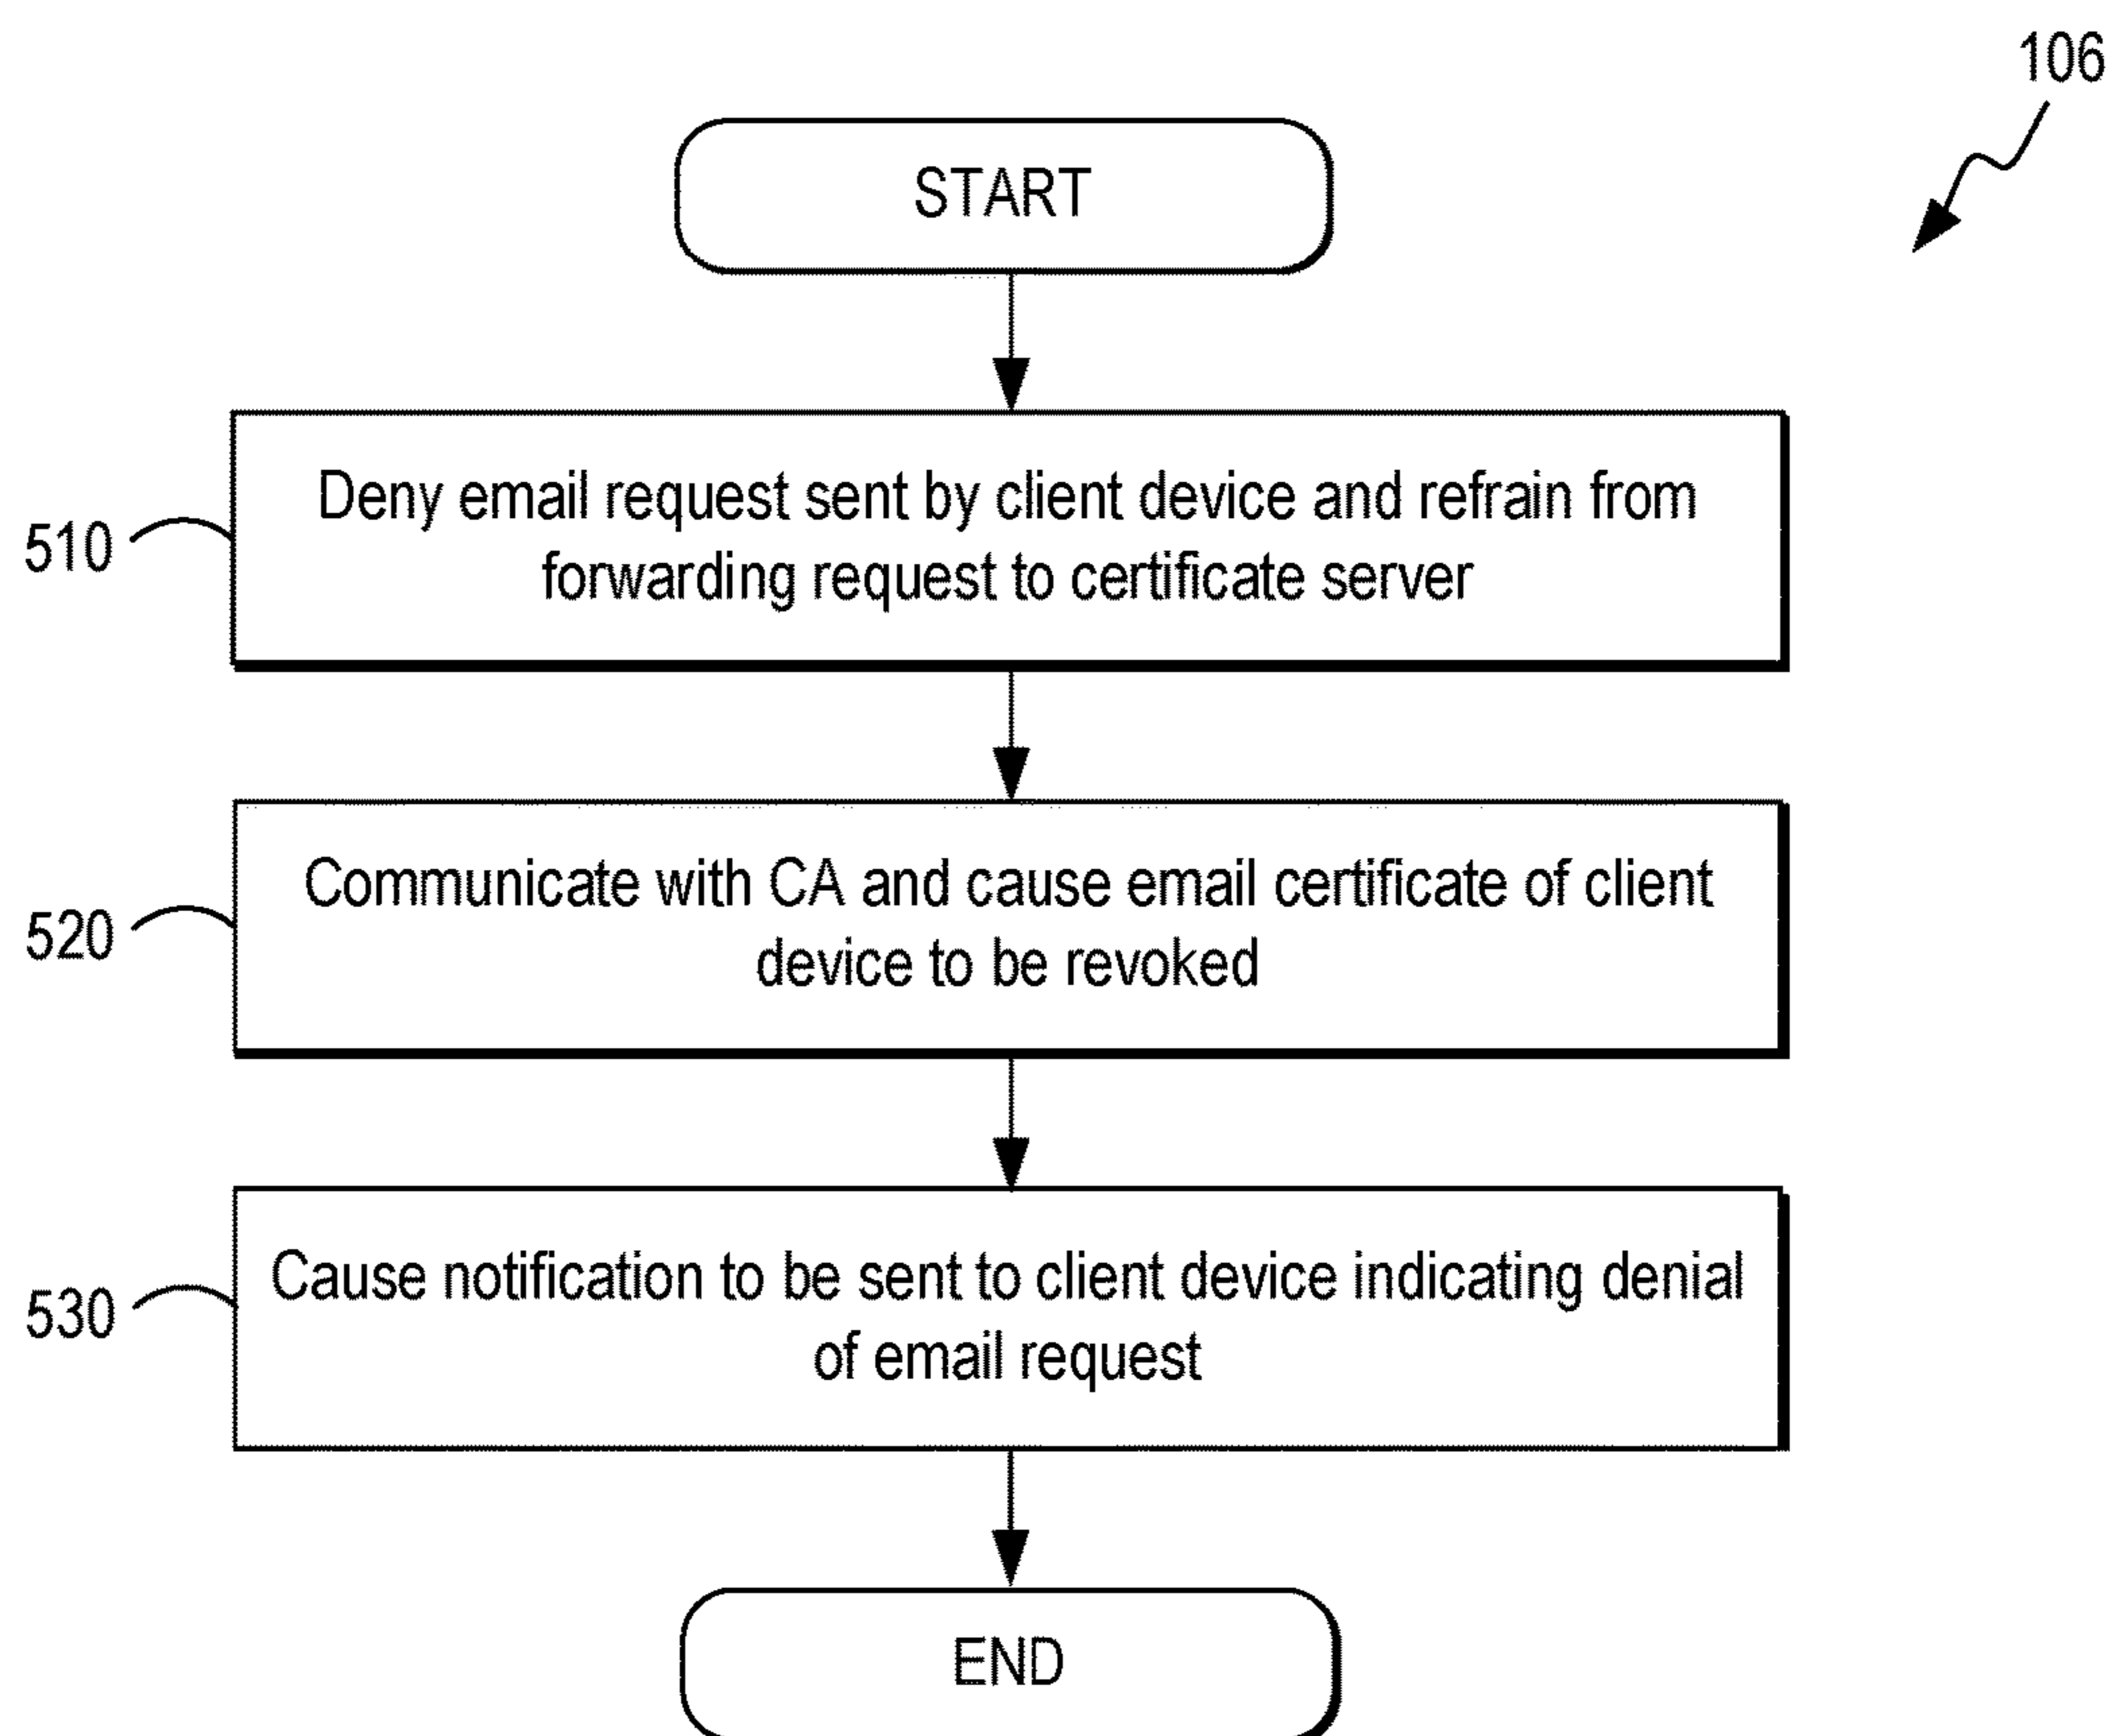 106
START
510
Deny email request sent by client device and refrain from
forwarding request to certificate server
520
Communicate with CA and cause email certificate of client
device to be revoked
530
Cause notification to be sent to client device indicating denial
of email request
END